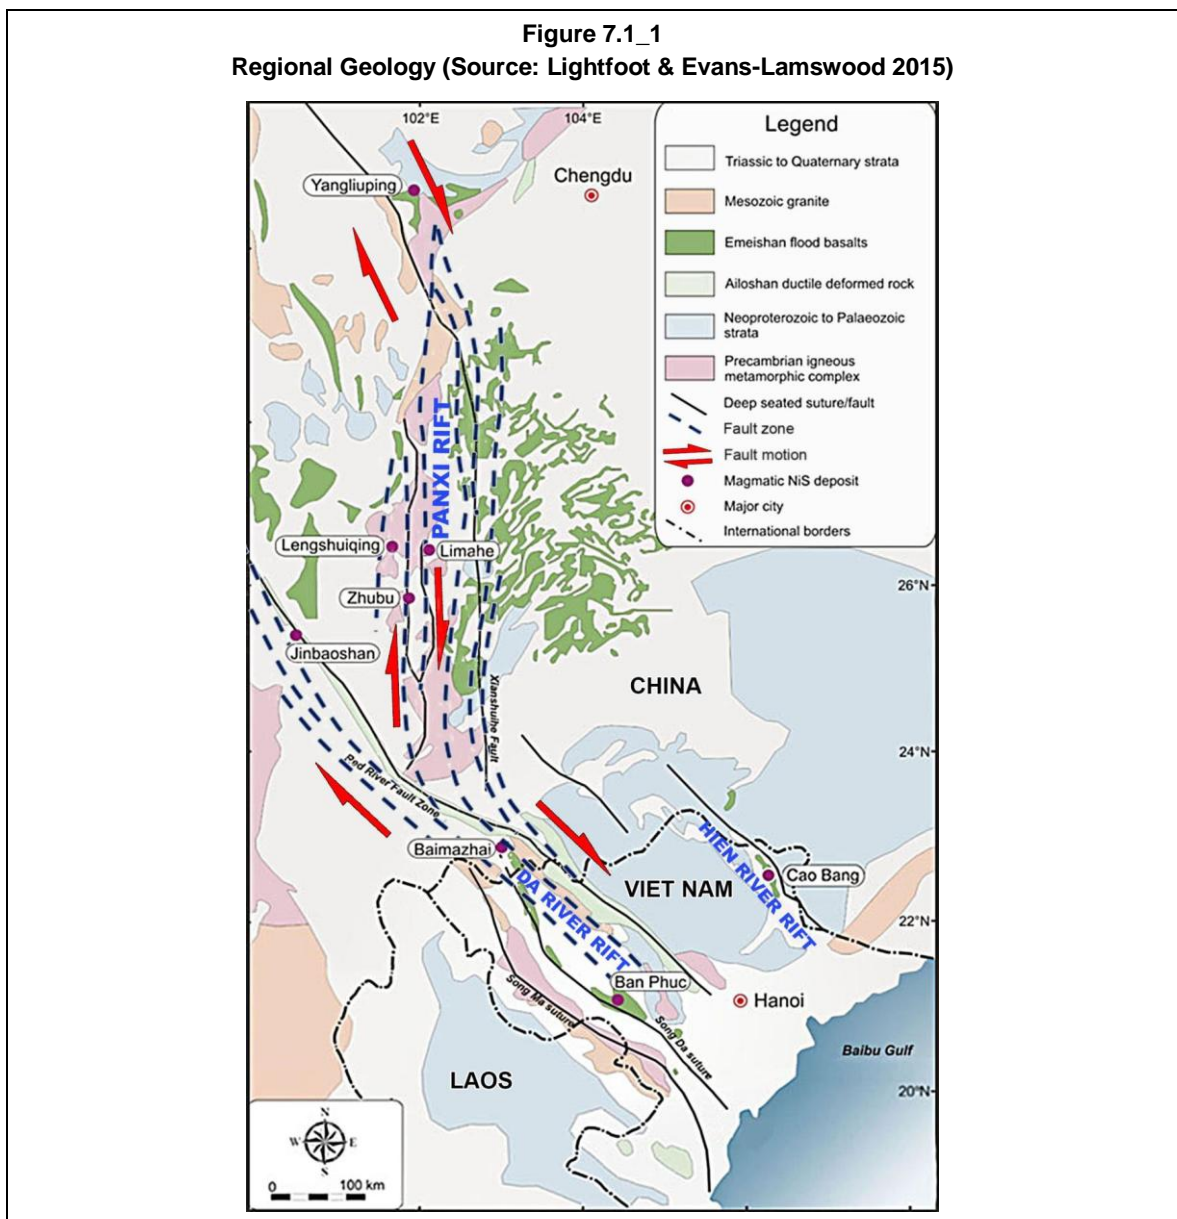 Figure 7.1_1
Regional Geology (Source: Lightfoot & Evans-Lamswood 2015)
102°E
104°E
Legend
Triassic to Quaternary strata
Mesozoic granite
Emeishan flood basalts
Ailoshan ductile deformed rock
Neoproterozoic to Palaeozoic
strata
Precambrian igneous
metamorphic complex
Deep seated suture/fault
Fault zone
Fault motion
Magmatic NiS deposit
Major city
International borders
Yangliuping
Chengdu
PANXI RIFT
Lengshuiqing
Limahe
Zhubu
Jinbaoshan
26°N
CHINA
Xianshuihe Fault
24°N
Red River Fault Zone
Baimazhai
DA RIVER RIFT
VIET NAM
HIEN RIVER RIFT
Cao Bang
22°N
Ban Phuc
Hanoi
Song Ma suture
Song Da suture
Baibu Gulf
LAOS
20°N
N
W
E
S
0
100 km